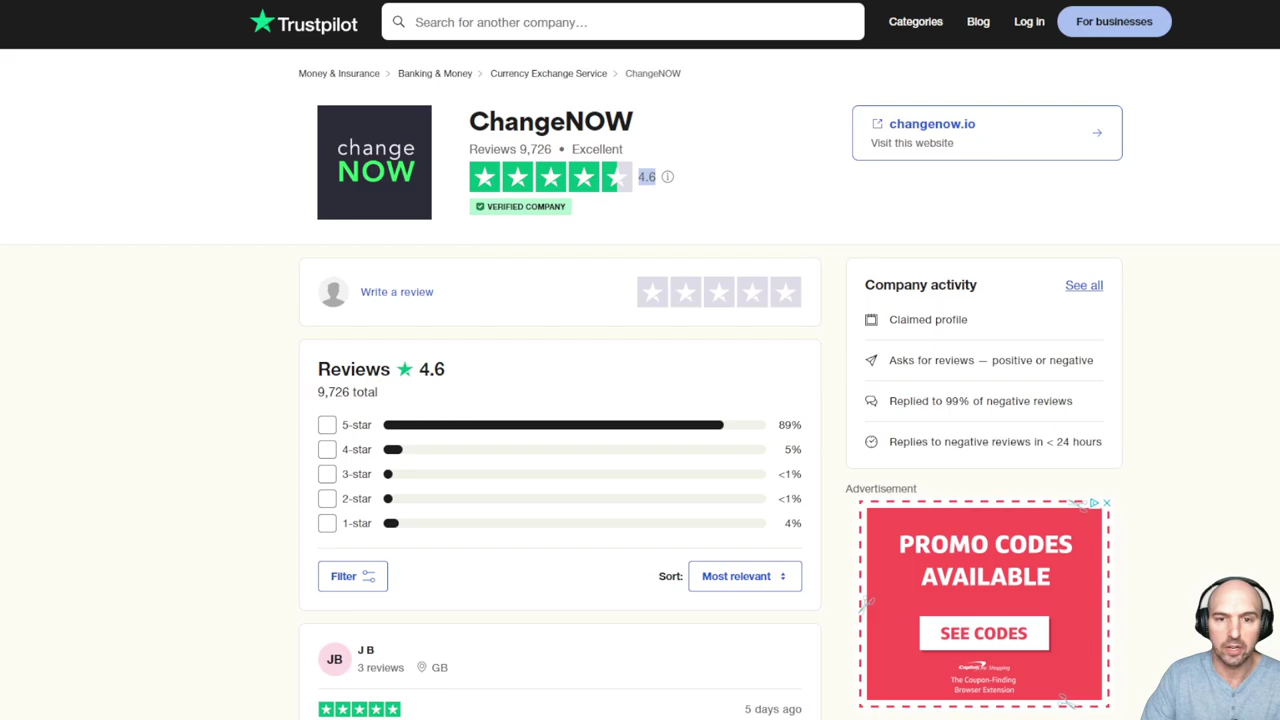 Trustpilot
Search for another company…
Categories
Blog
Log in
For businesses
Money & Insurance
Banking & Money
Currency Exchange Service
ChangeNOW
change
NOW
ChangeNOW
Reviews 9,726 • Excellent
4.6
VERIFIED COMPANY
changenow.io
Visit this website
Write a review
Reviews 4.6
9,726 total
5-star 89%
4-star 5%
3-star <1%
2-star <1%
1-star 4%
Filter
Sort: Most relevant
JB
J B
3 reviews GB
5 days ago
Company activity See all
Claimed profile
Asks for reviews — positive or negative
Replied to 99% of negative reviews
Replies to negative reviews in < 24 hours
Advertisement
PROMO CODES
AVAILABLE
SEE CODES
Capital One Shopping
The Coupon-Finding
Browser Extension